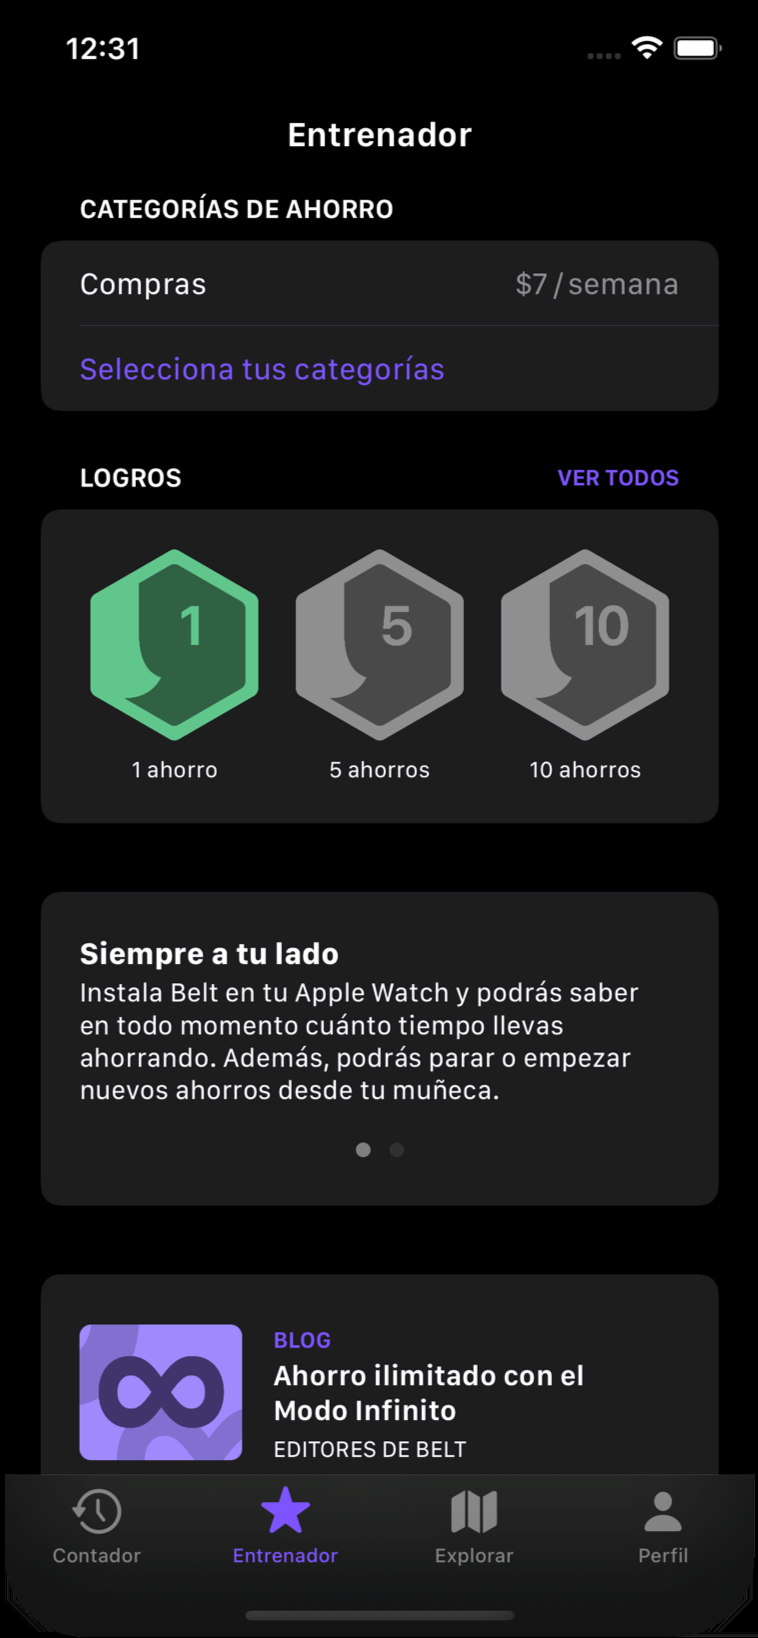 12:31
Entrenador
CATEGORÍAS DE AHORRO
Compras $7/semana
Selecciona tus categorías
LOGROS VER TODOS
1 5 10
1 ahorro 5 ahorros 10 ahorros
Siempre a tu lado
Instala Belt en tu Apple Watch y podrás saber
en todo momento cuánto tiempo llevas
ahorrando. Además, podrás parar o empezar
nuevos ahorros desde tu muñeca.
BLOG
Ahorro ilimitado con el
Modo Infinito
EDITORES DE BELT
Contador Entrenador Explorar Perfil